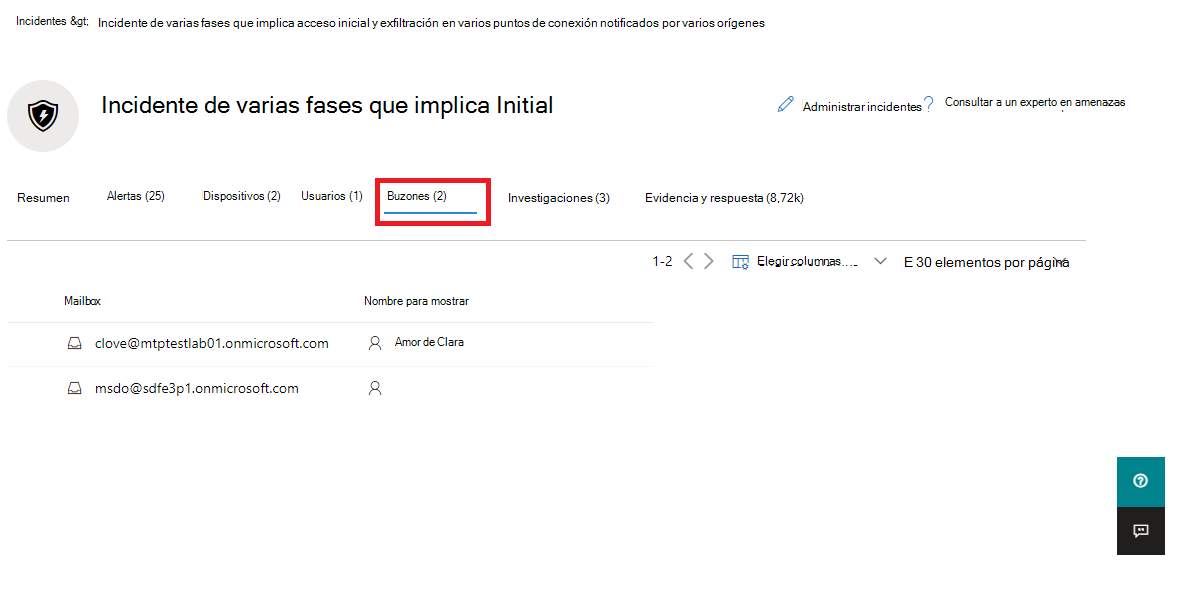 Incidentes &gt; Incidente de varias fases que implica acceso inicial y exfiltración en varios puntos de conexión notificados por varios orígenes
Incidente de varias fases que implica Initial
Administrar incidentes ? Consultar a un experto en amenazas
Resumen Alertas (25) Dispositivos (2) Usuarios (1) Buzones (2) Investigaciones (3) Evidencia y respuesta (8,72k)
1-2 Elegir columnas.... E 30 elementos por página
Mailbox Nombre para mostrar
clove@mtptestlab01.onmicrosoft.com Amor de Clara
msdo@sdfe3p1.onmicrosoft.com